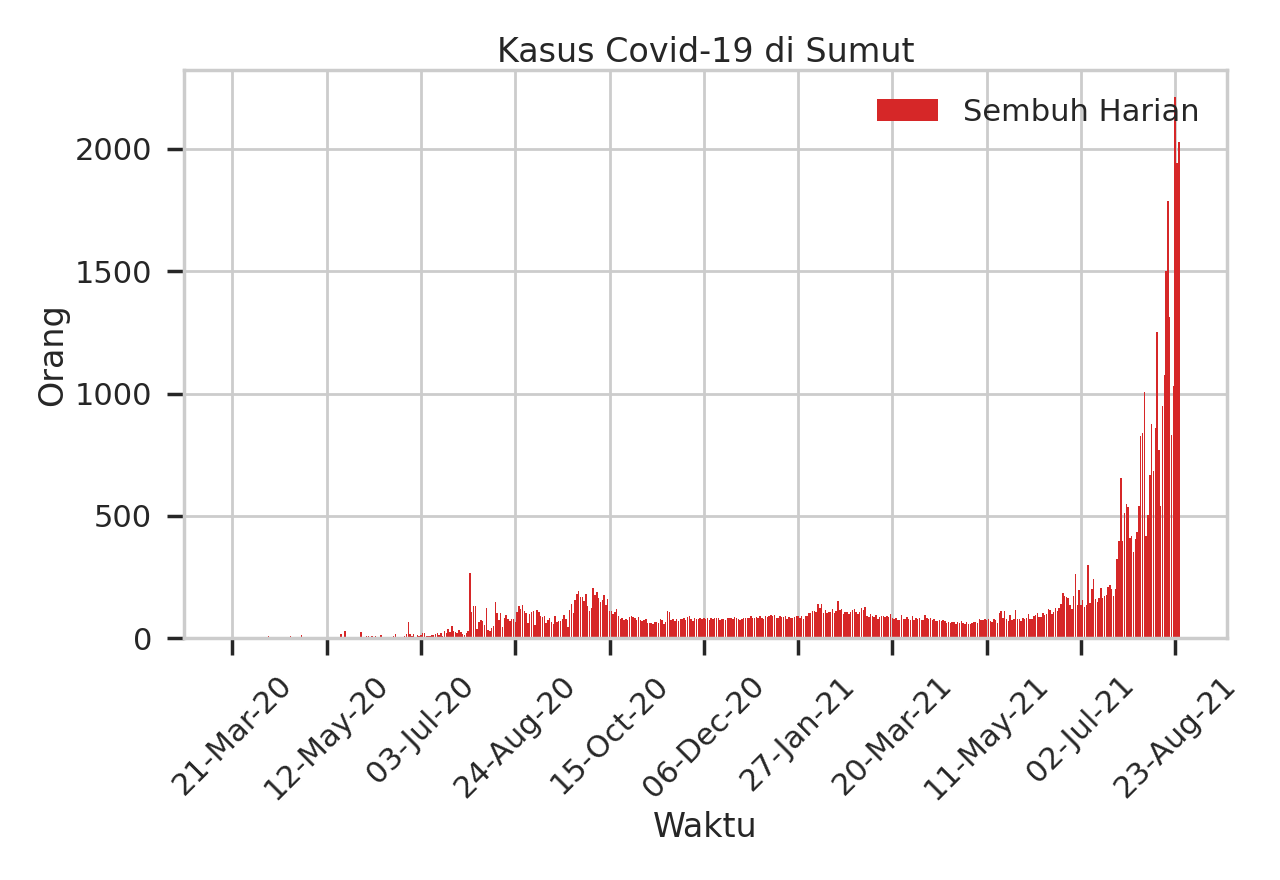 Kasus Covid-19 di Sumut
Sembuh Harian
Orang
2000
1500
1000
500
0
21-Mar-20
12-May-20
03-Jul-20
24-Aug-20
15-Oct-20
06-Dec-20
27-Jan-21
20-Mar-21
11-May-21
02-Jul-21
23-Aug-21
Waktu